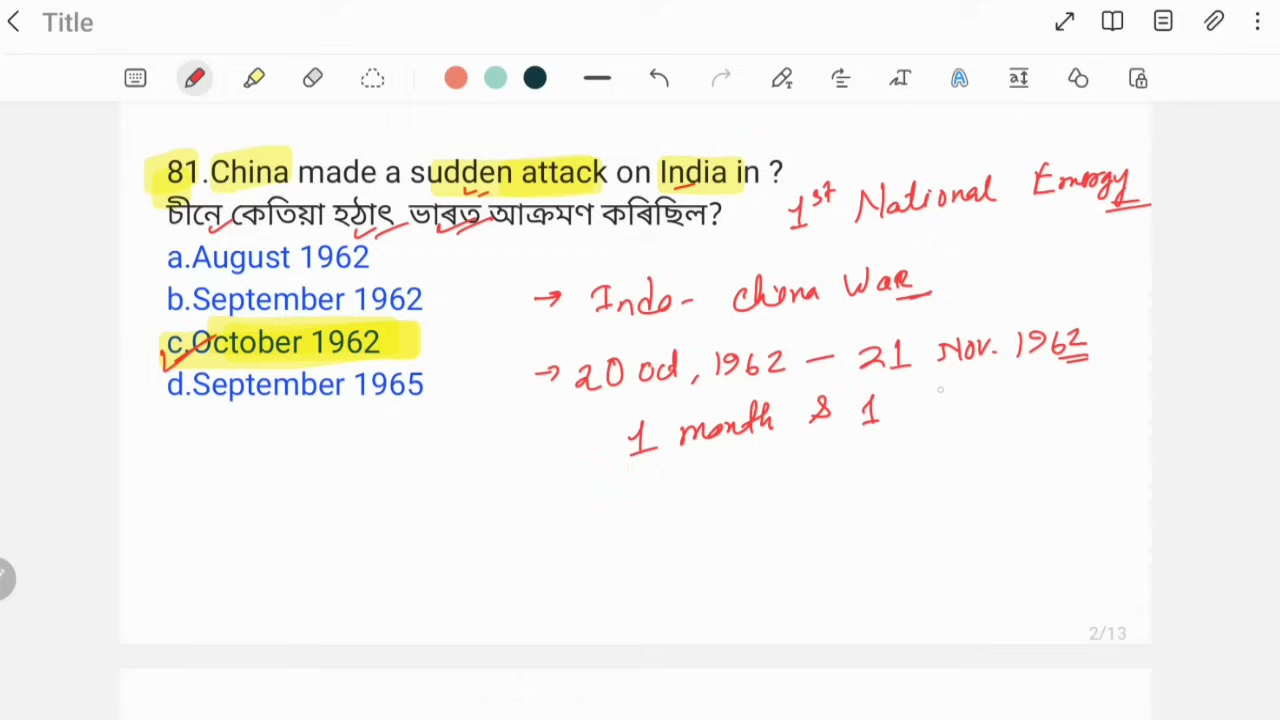 Title
81.China made a sudden attack on India in ?
চীনে কেতিয়া হঠাৎ ভাৰত আক্ৰমণ কৰিছিল?
a.August 1962
b.September 1962
c.October 1962
d.September 1965
1st National Emergy
→ Indo - China War
→ 20 oct, 1962 – 21 Nov. 1962
1 month & 1
2/13